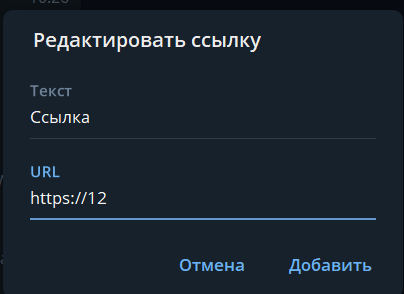 Редактировать ссылку
Текст
Ссылка
URL
https://12
Отмена Добавить